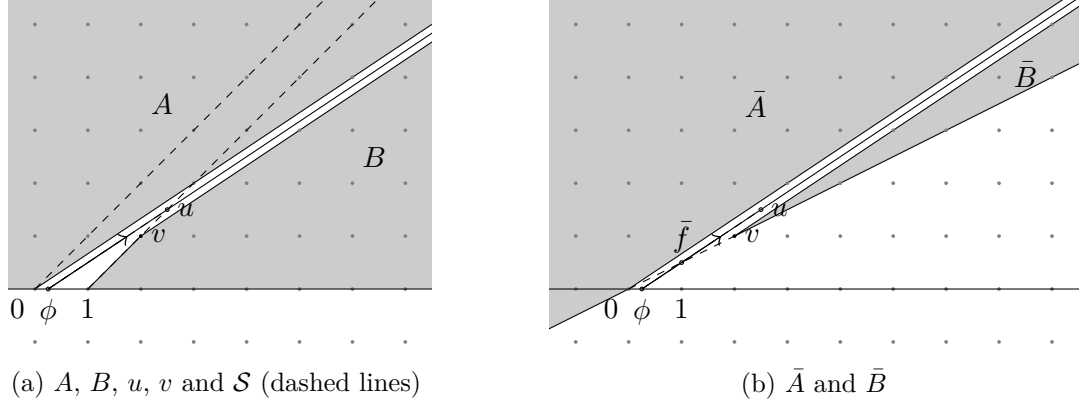 A
B
u
v
0 ϕ 1
(a) A, B, u, v and 𝒮 (dashed lines)
Ā
B̄
u
f̄
v
0 ϕ 1
(b) Ā and B̄